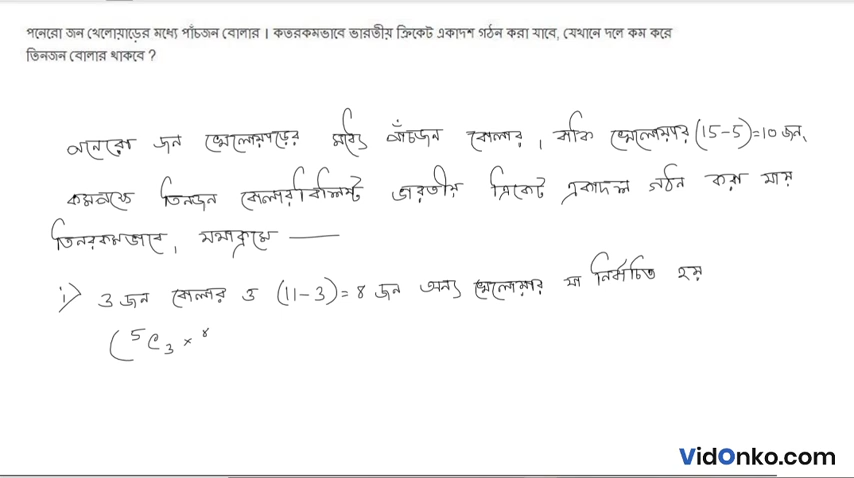 পনেরো জন খেলোয়াড়ের মধ্যে পাঁচজন বোলার । কতরকমভাবে ভারতীয় ক্রিকেট একাদশ গঠন করা যাবে, যেখানে দলে কম করে
তিনজন বোলার থাকবে ?
পনেরো জন খেলোয়াড়ের মধ্যে পাঁচজন বোলার, বাকি খেলোয়াড় (15-5)=10 জন,
কমপক্ষে তিনজন বোলারবিশিষ্ট ভারতীয় ক্রিকেট একাদশ গঠন করা যায়
তিনরকমভাবে, যথাক্রমে —
i) 3 জন বোলার ও (11-3)=8 জন অন্য খেলোয়াড় যা নির্বাচিত হয়
(⁵C₃ × ⁸
VidOnko.com